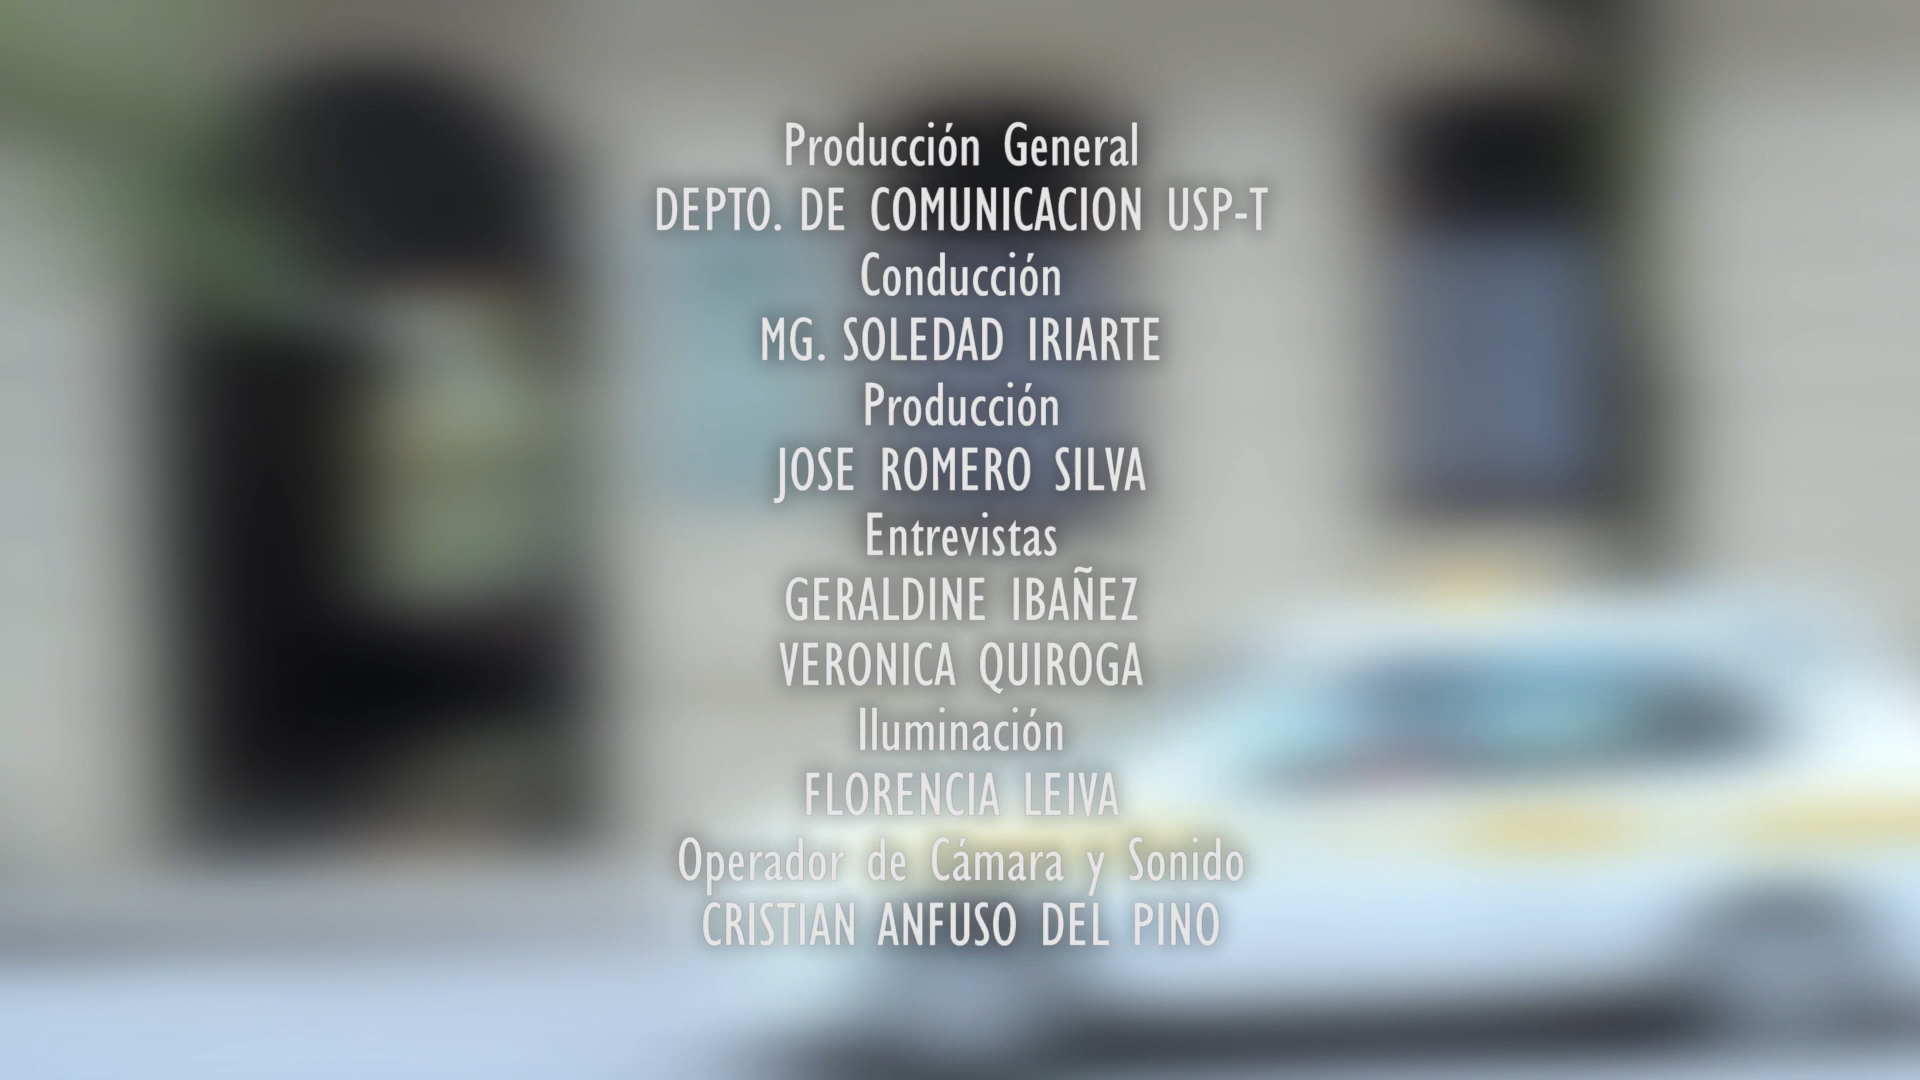 Producción General
DEPTO. DE COMUNICACION USP-T
Conducción
MG. SOLEDAD IRIARTE
Producción
JOSE ROMERO SILVA
Entrevistas
GERALDINE IBAÑEZ
VERONICA QUIROGA
Iluminación
FLORENCIA LEIVA
Operador de Cámara y Sonido
CRISTIAN ANFUSO DEL PINO